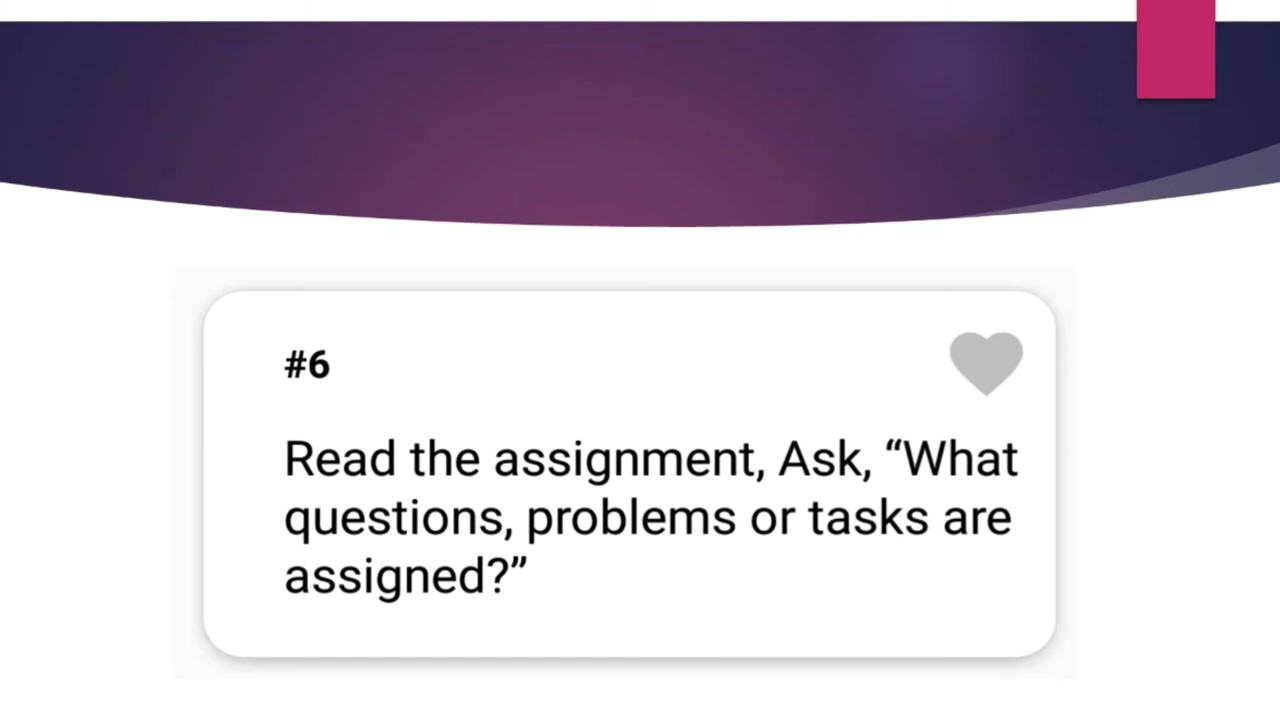 #6
Read the assignment, Ask, “What
questions, problems or tasks are
assigned?”